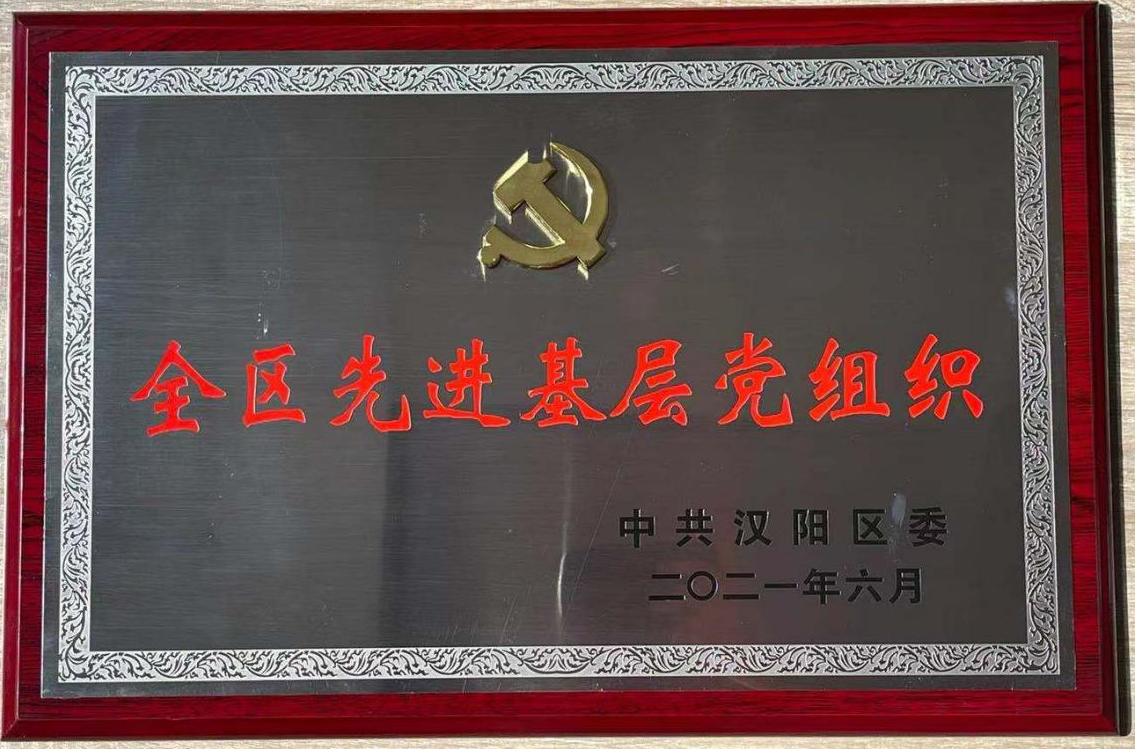 全区先进基层党组织
中共汉阳区委
二〇二一年六月